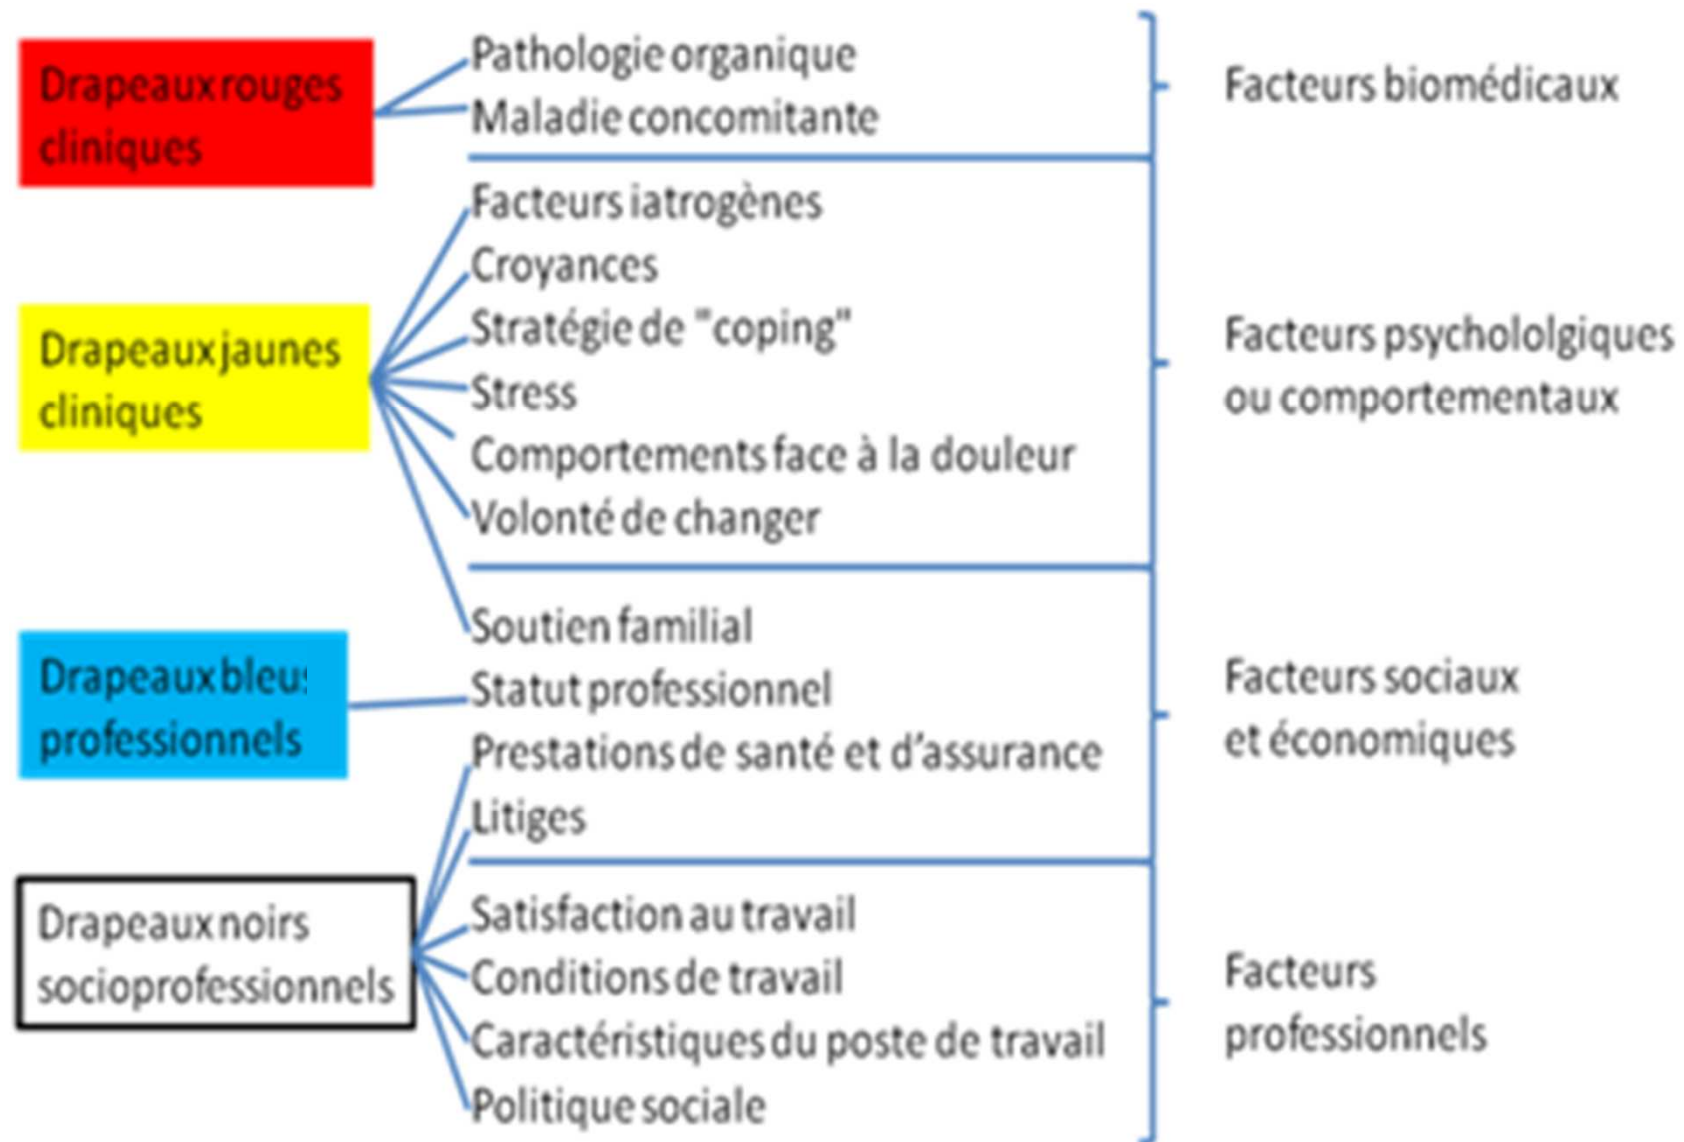 Drapeaux rouges
cliniques
Pathologie organique
Maladie concomitante
Facteurs biomédicaux
Drapeaux jaunes
cliniques
Facteurs iatrogènes
Croyances
Stratégie de "coping"
Stress
Comportements face à la douleur
Volonté de changer
Facteurs psychololgiques
ou comportementaux
Drapeaux bleus
professionnels
Soutien familial
Statut professionnel
Prestations de santé et d’assurance
Litiges
Facteurs sociaux
et économiques
Drapeaux noirs
socioprofessionnels
Satisfaction au travail
Conditions de travail
Caractéristiques du poste de travail
Politique sociale
Facteurs
professionnels